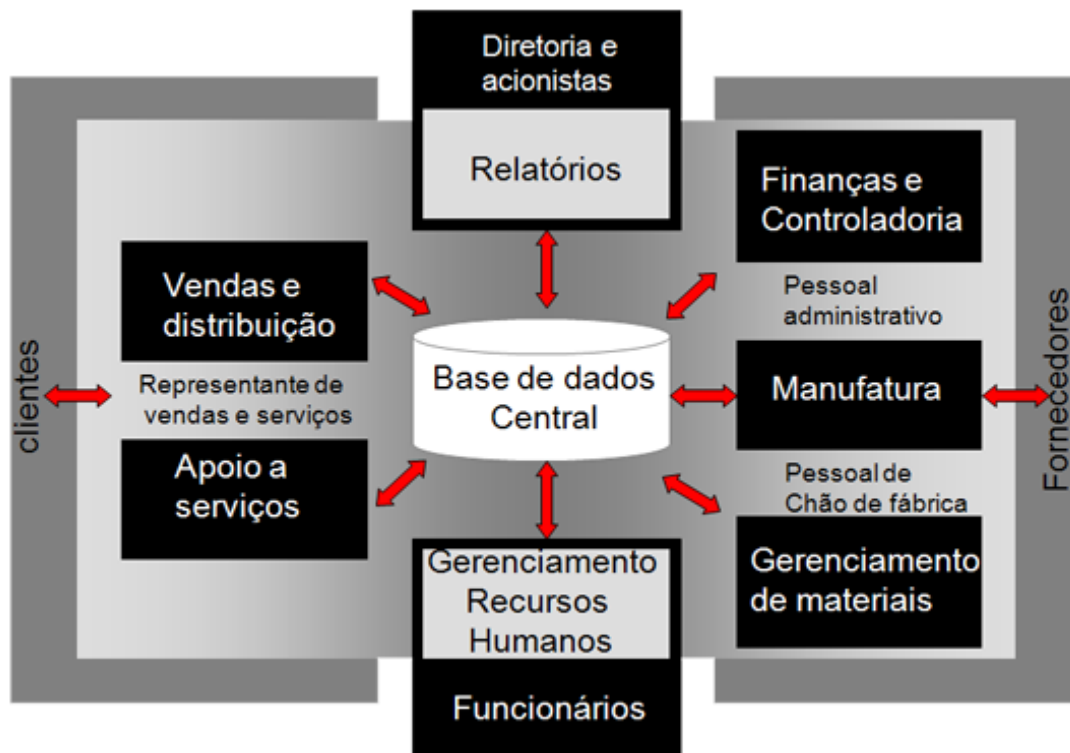 Diretoria e
acionistas
Relatórios
Finanças e
Controladoria
Vendas e
distribuição
Pessoal
administrativo
clientes
Representante de
vendas e serviços
Base de dados
Central
Manufatura
Fornecedores
Apoio a
serviços
Pessoal de
Chão de fábrica
Gerenciamento
Recursos
Humanos
Gerenciamento
de materiais
Funcionários